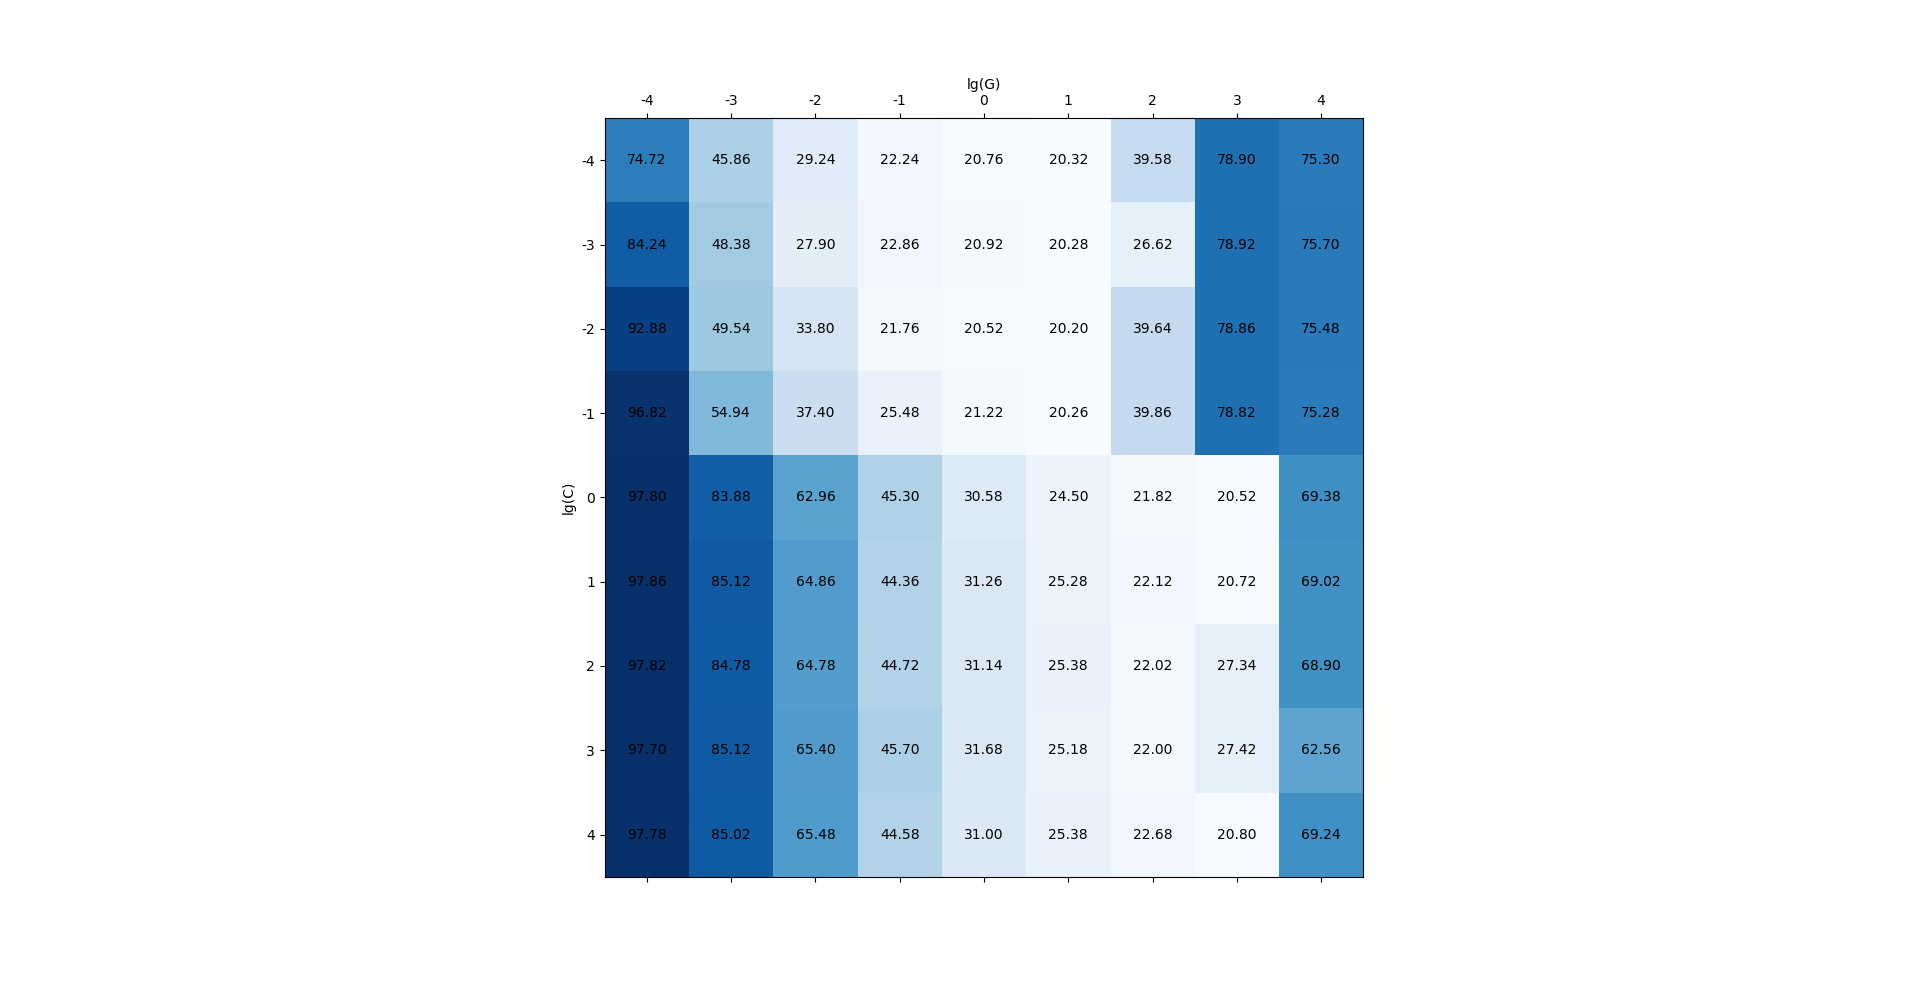 lg(G)
-4 -3 -2 -1 0 1 2 3 4
-4 74.72 45.86 29.24 22.24 20.76 20.32 39.58 78.90 75.30
-3 84.24 48.38 27.90 22.86 20.92 20.28 26.62 78.92 75.70
-2 92.88 49.54 33.80 21.76 20.52 20.20 39.64 78.86 75.48
-1 96.82 54.94 37.40 25.48 21.22 20.26 39.86 78.82 75.28
lg(C)
0 97.80 83.88 62.96 45.30 30.58 24.50 21.82 20.52 69.38
1 97.86 85.12 64.86 44.36 31.26 25.28 22.12 20.72 69.02
2 97.82 84.78 64.78 44.72 31.14 25.38 22.02 27.34 68.90
3 97.70 85.12 65.40 45.70 31.68 25.18 22.00 27.42 62.56
4 97.78 85.02 65.48 44.58 31.00 25.38 22.68 20.80 69.24